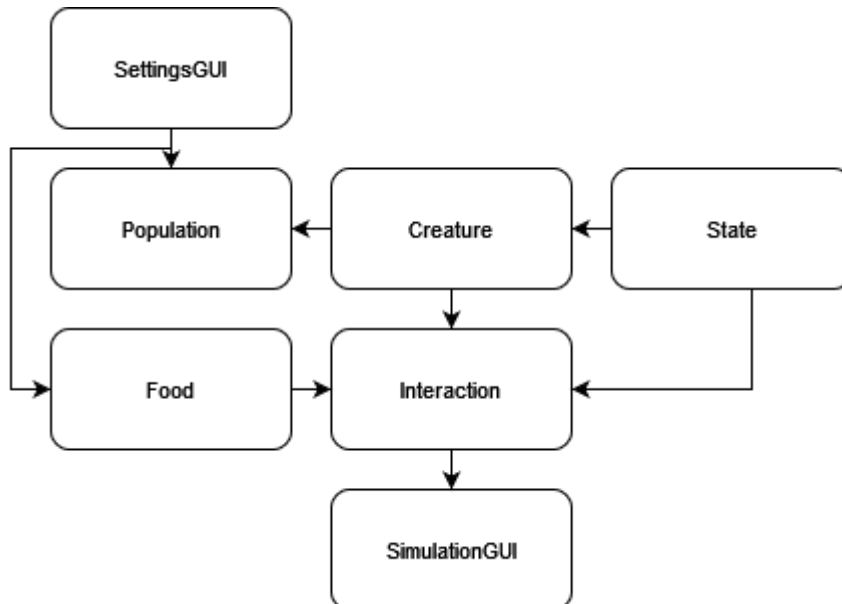 SettingsGUI
Population
Creature
State
Food
Interaction
SimulationGUI